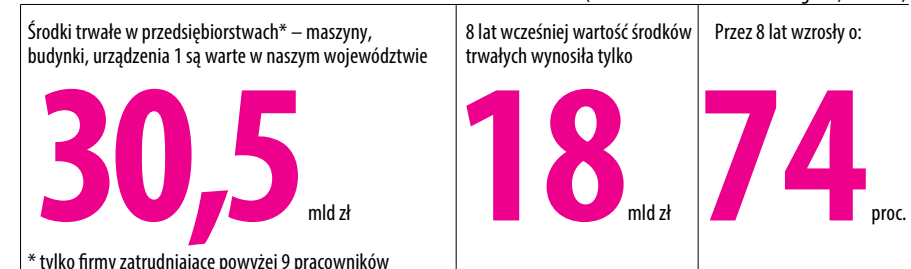 Środki trwałe w przedsiębiorstwach* – maszyny,
budynki, urządzenia 1 są warte w naszym województwie
30,5 mld zł
* tylko firmy zatrudniające powyżej 9 pracowników
8 lat wcześniej wartość środków
trwałych wynosiła tylko
18 mld zł
Przez 8 lat wzrosły o:
74 proc.